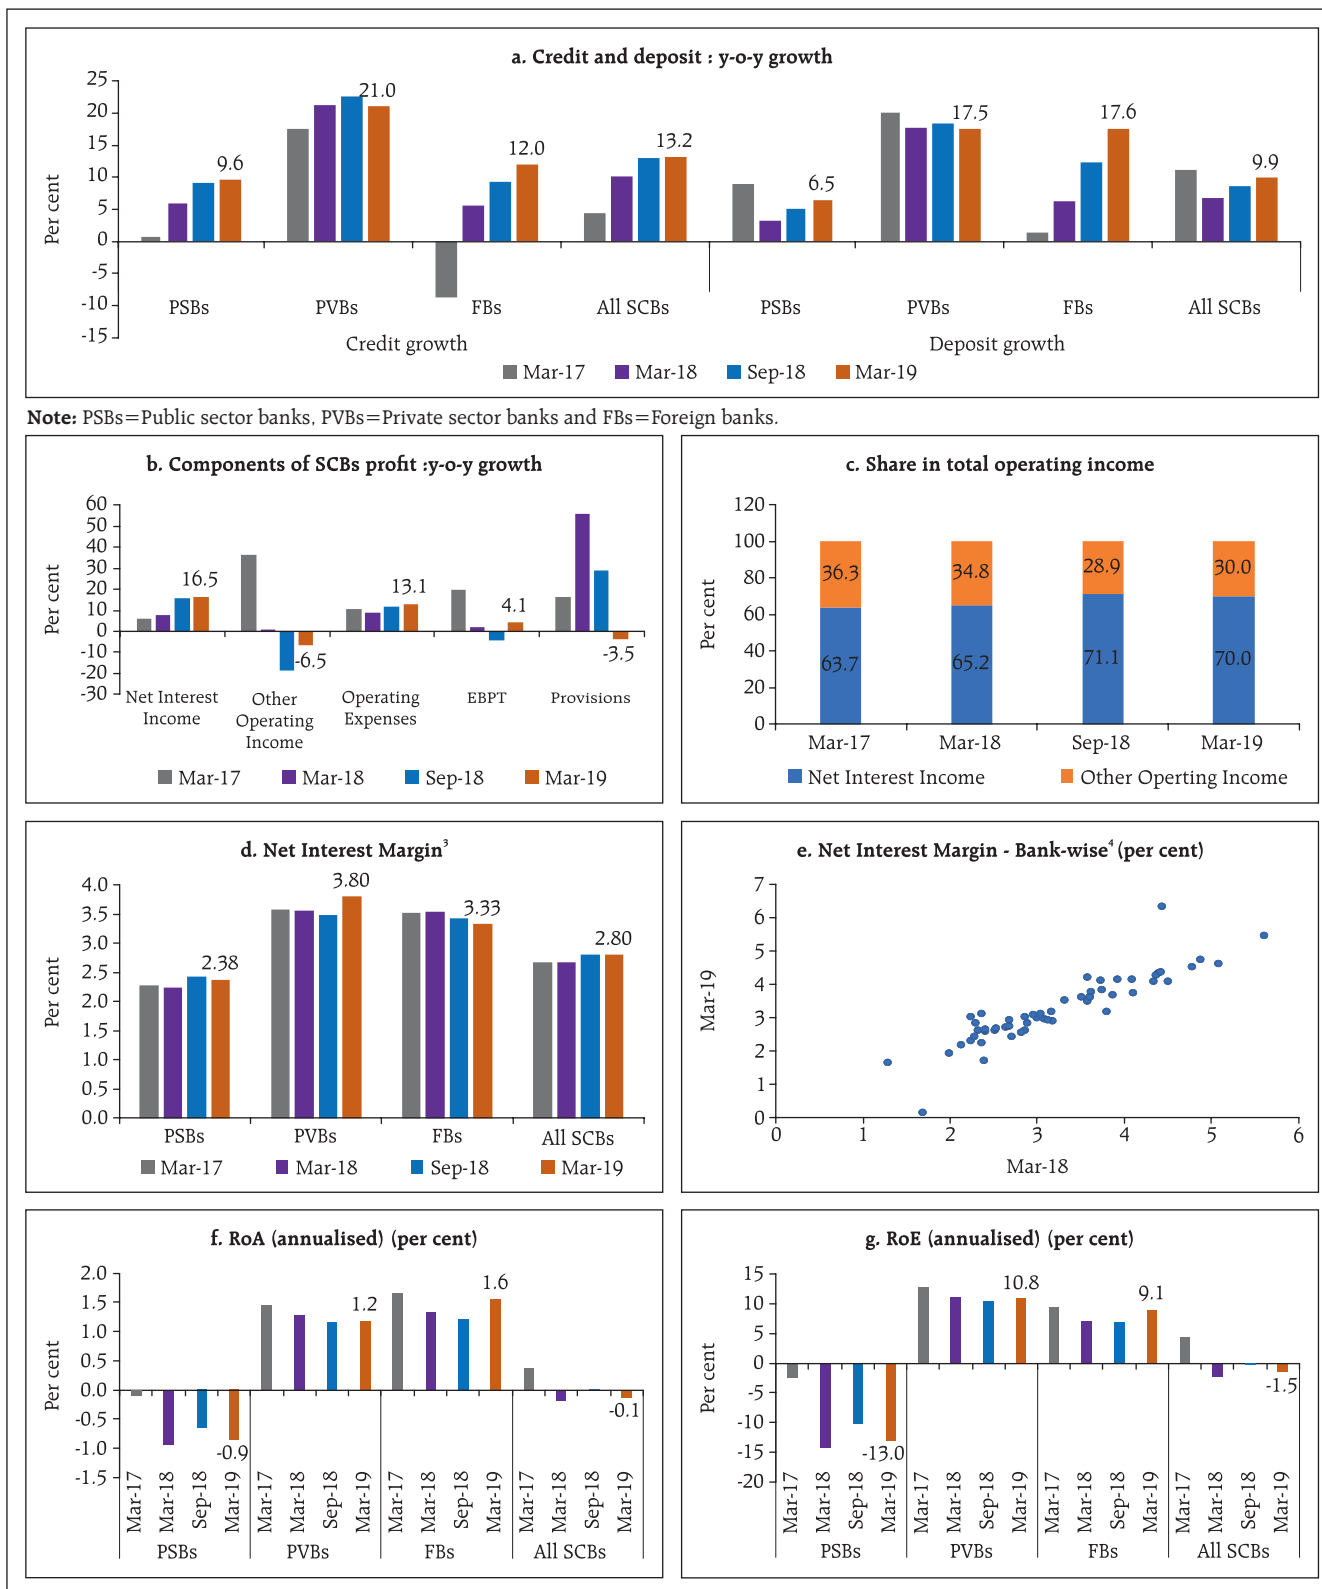 a. Credit and deposit : y-o-y growth
25
20
15
10
5
0
-5
-10
-15
Per cent
9.6
21.0
12.0
13.2
6.5
17.5
17.6
9.9
PSBs PVBs FBs All SCBs PSBs PVBs FBs All SCBs
Credit growth Deposit growth
Mar-17 Mar-18 Sep-18 Mar-19
Note: PSBs=Public sector banks, PVBs=Private sector banks and FBs=Foreign banks.
b. Components of SCBs profit :y-o-y growth
60
50
40
30
20
10
0
-10
-20
-30
Per cent
16.5
-6.5
13.1
4.1
-3.5
Net Interest Income
Other Operating Income
Operating Expenses
EBPT
Provisions
Mar-17 Mar-18 Sep-18 Mar-19
c. Share in total operating income
120
100
80
60
40
20
0
Per cent
36.3 34.8 28.9 30.0
63.7 65.2 71.1 70.0
Mar-17 Mar-18 Sep-18 Mar-19
Net Interest Income Other Operting Income
d. Net Interest Margin3
4.0
3.5
3.0
2.5
2.0
1.5
1.0
0.5
0.0
Per cent
2.38
3.80
3.33
2.80
PSBs PVBs FBs All SCBs
Mar-17 Mar-18 Sep-18 Mar-19
e. Net Interest Margin - Bank-wise4 (per cent)
7
6
5
4
3
2
1
0
Mar-19
0 1 2 3 4 5 6
Mar-18
f. RoA (annualised) (per cent)
2.0
1.5
1.0
0.5
0.0
-0.5
-1.0
-1.5
Per cent
-0.9
1.2
1.6
-0.1
Mar-17 Mar-18 Sep-18 Mar-19 Mar-17 Mar-18 Sep-18 Mar-19 Mar-17 Mar-18 Sep-18 Mar-19 Mar-17 Mar-18 Sep-18 Mar-19
PSBs PVBs FBs All SCBs
g. RoE (annualised) (per cent)
15
10
5
0
-5
-10
-15
-20
Per cent
-13.0
10.8
9.1
-1.5
Mar-17 Mar-18 Sep-18 Mar-19 Mar-17 Mar-18 Sep-18 Mar-19 Mar-17 Mar-18 Sep-18 Mar-19 Mar-17 Mar-18 Sep-18 Mar-19
PSBs PVBs FBs All SCBs